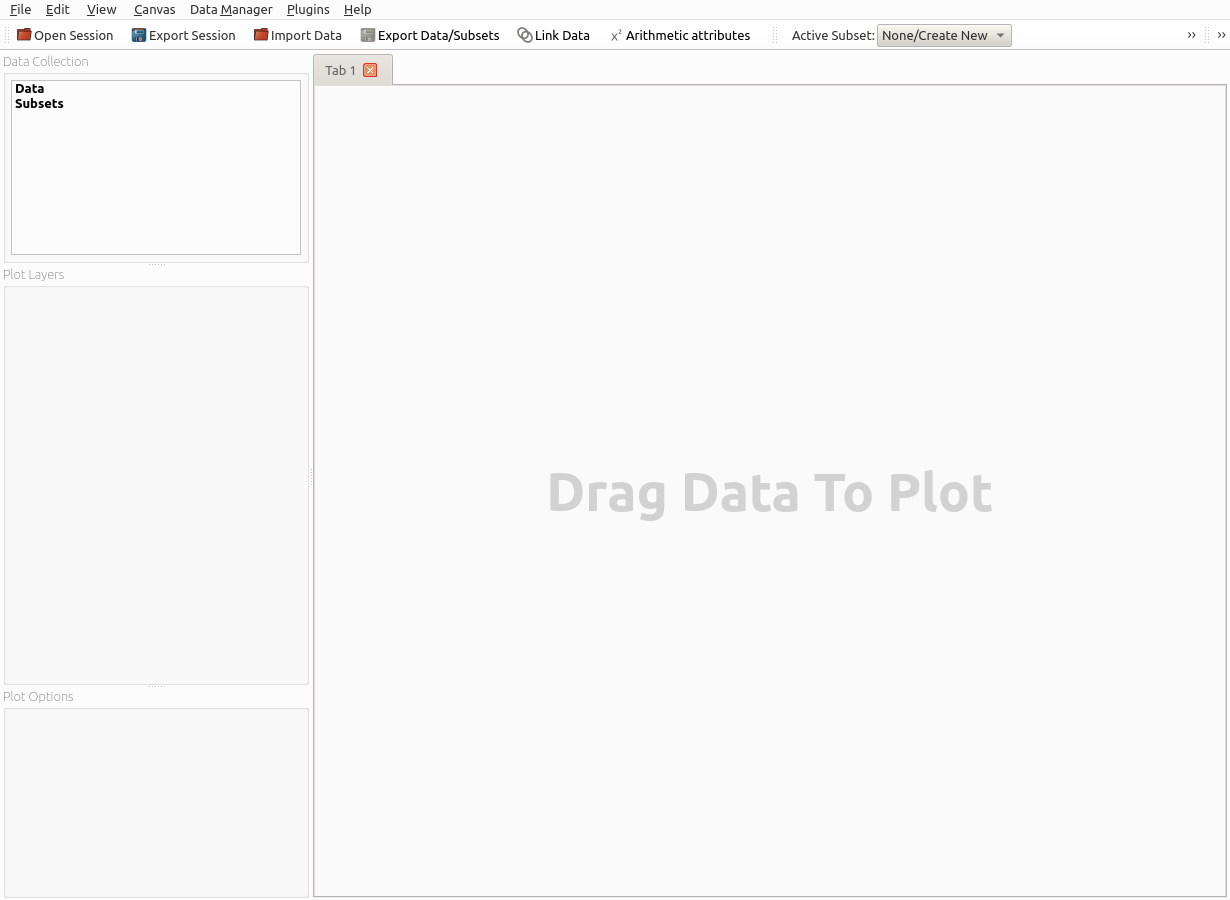 File Edit View Canvas Data Manager Plugins Help
Open Session Export Session Import Data Export Data/Subsets Link Data x² Arithmetic attributes Active Subset: None/Create New ›› ››
Data Collection
Data
Subsets
Plot Layers
Plot Options
Tab 1
Drag Data To Plot